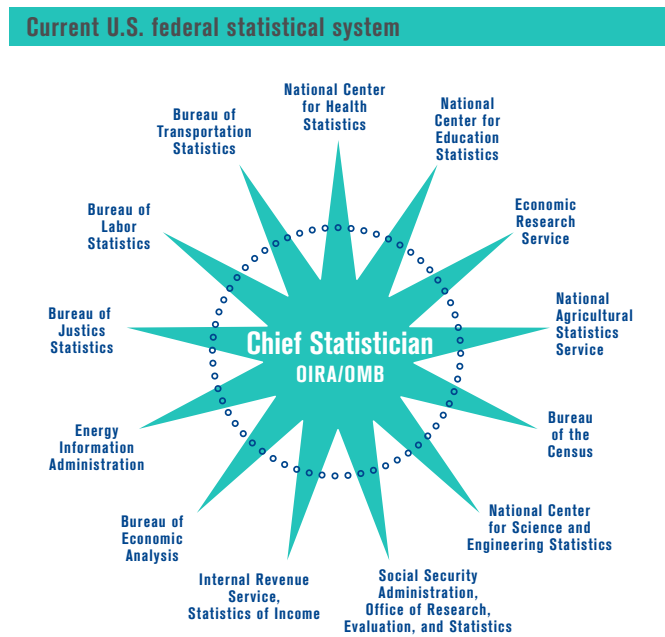 Current U.S. federal statistical system
National Center
for Health
Statistics
National
Center for
Education
Statistics
Economic
Research
Service
National
Agricultural
Statistics
Service
Bureau
of the
Census
National Center
for Science and
Engineering Statistics
Social Security
Administration,
Office of Research,
Evaluation, and Statistics
Internal Revenue
Service,
Statistics of Income
Bureau of
Economic
Analysis
Energy
Information
Administration
Bureau of
Justics
Statistics
Bureau of
Labor
Statistics
Bureau of
Transportation
Statistics
Chief Statistician
OIRA/OMB